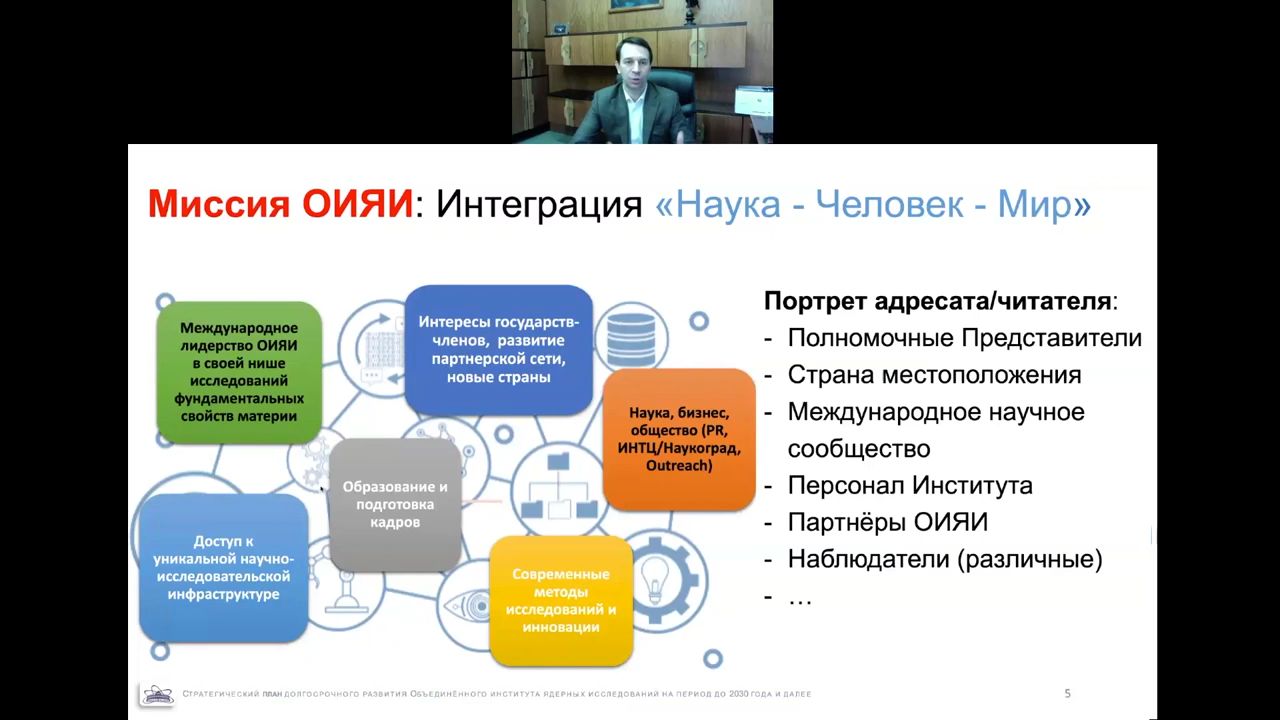 Миссия ОИЯИ: Интеграция «Наука - Человек - Мир»
Международное
лидерство ОИЯИ
в своей нише
исследований
фундаментальных
свойств материи
Интересы государств-
членов, развитие
партнерской сети,
новые страны
Наука, бизнес,
общество (PR,
ИНТЦ/Наукоград,
Outreach)
Образование и
подготовка
кадров
Доступ к
уникальной научно-
исследовательской
инфраструктуре
Современные
методы
исследований и
инновации
Портрет адресата/читателя:
- Полномочные Представители
- Страна местоположения
- Международное научное
сообщество
- Персонал Института
- Партнёры ОИЯИ
- Наблюдатели (различные)
- …
Стратегический план долгосрочного развития Объединённого института ядерных исследований на период до 2030 года и далее
5